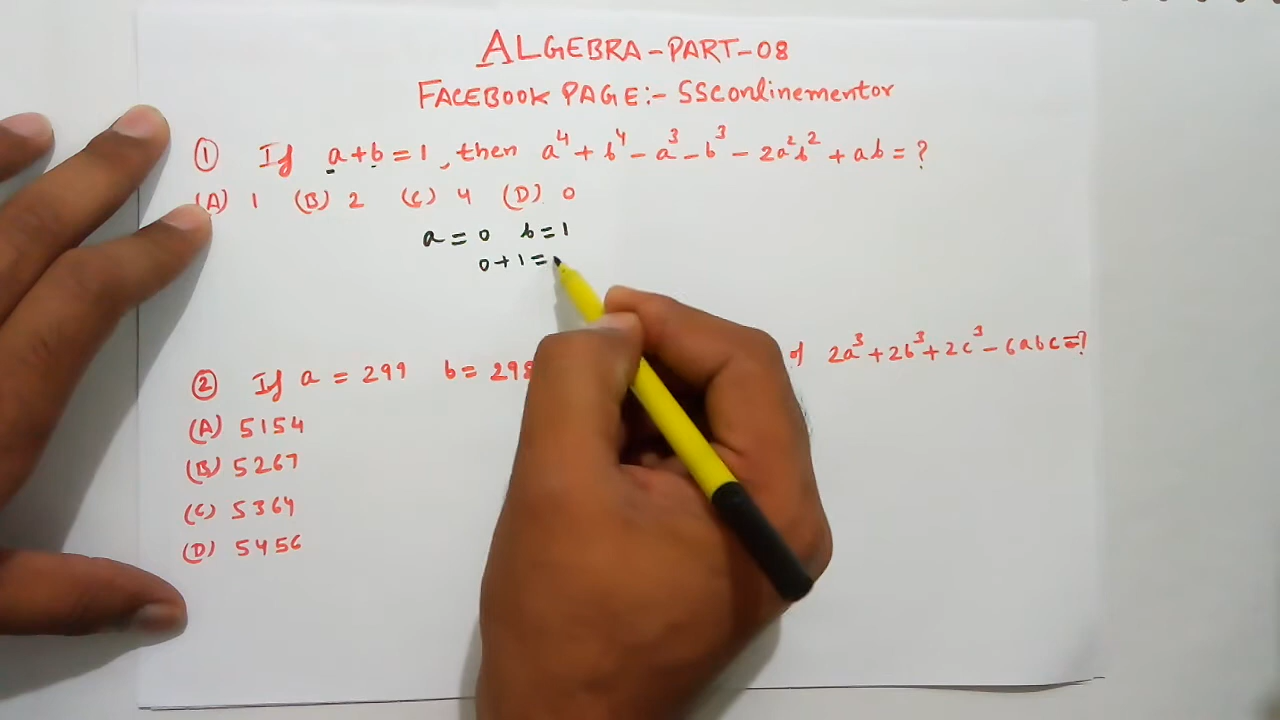 ALGEBRA-PART-08
FACEBOOK PAGE:- SSConlinementor
① If a+b=1, then a⁴+b⁴-a³-b³-2a²b²+ab=?
(A) 1 (B) 2 (C) 4 (D) 0
a=0 b=1
0+1=
② If a = 299 b= 298 of 2a³+2b³+2c³-6abc=?
(A) 5154
(B) 5267
(C) 5364
(D) 5456